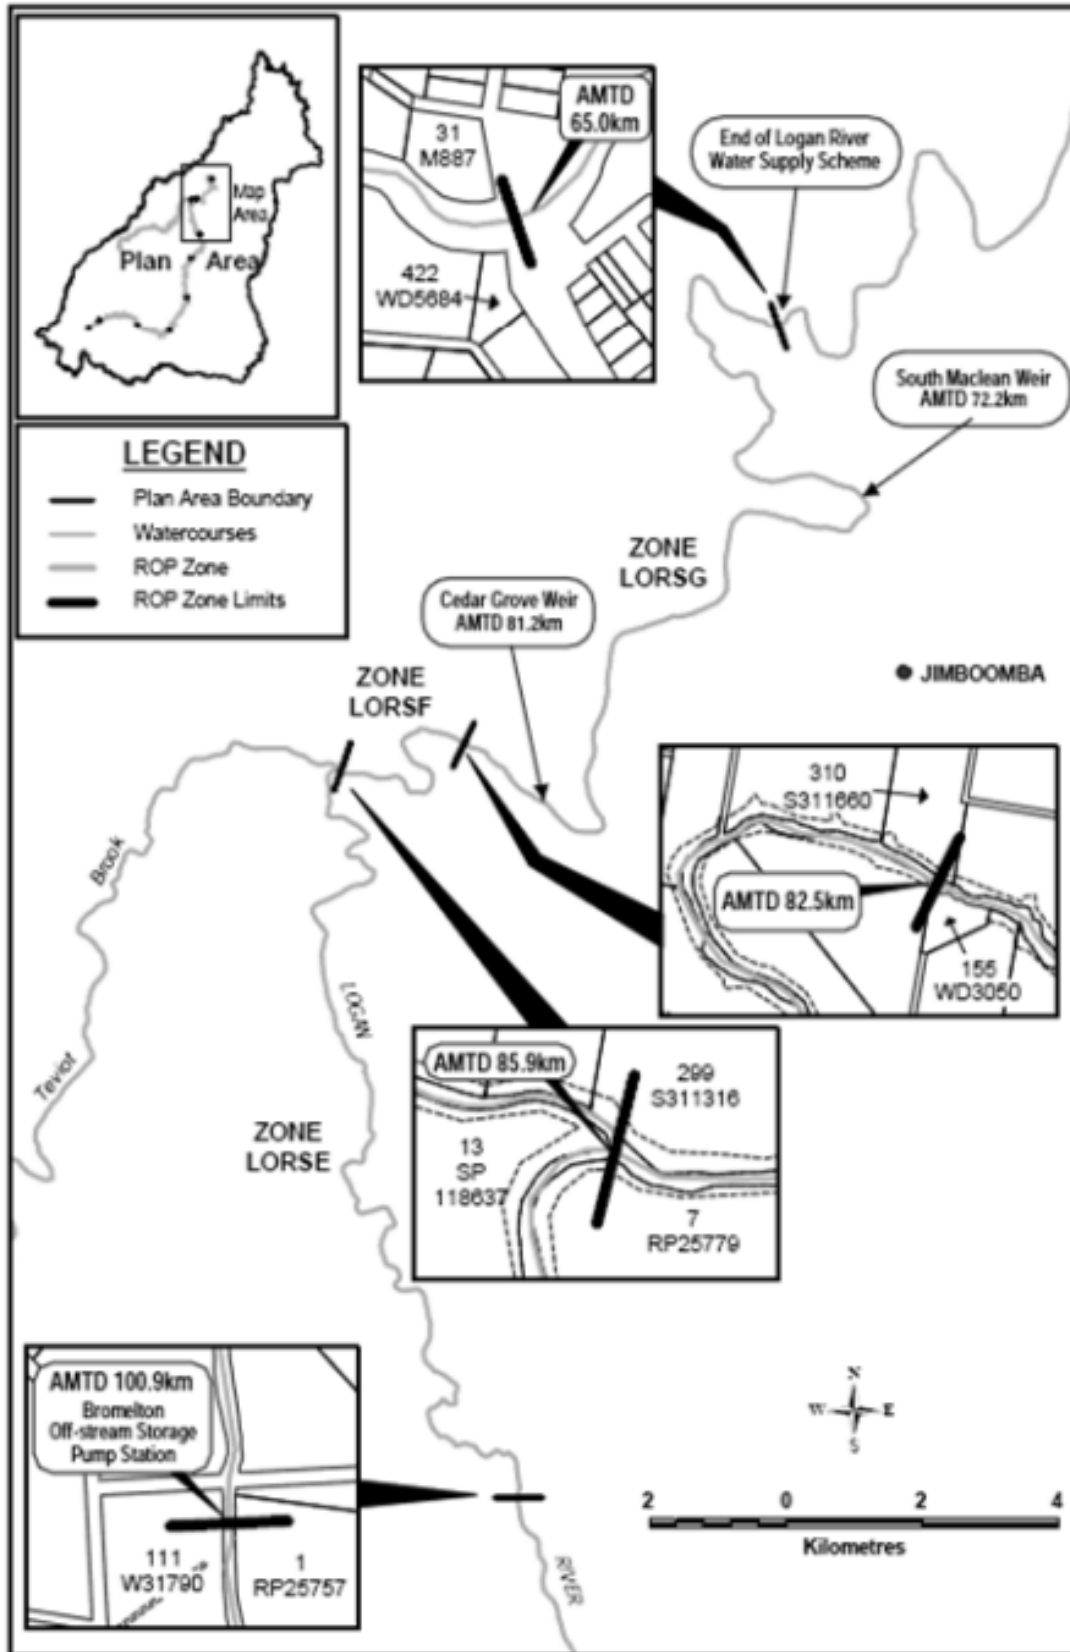 Map
Area
Plan Area
LEGEND
Plan Area Boundary
Watercourses
ROP Zone
ROP Zone Limits
AMTD
65.0km
31
M887
422
WD5684
End of Logan River
Water Supply Scheme
South Maclean Weir
AMTD 72.2km
ZONE
LORSG
Cedar Grove Weir
AMTD 81.2km
ZONE
LORSF
JIMBOOMBA
310
S311660
AMTD 82.5km
155
WD3050
Teviot Brook
LOGAN
ZONE
LORSE
AMTD 85.9km
299
S311316
13
SP
118637
7
RP25779
AMTD 100.9km
Bromelton
Off-stream Storage
Pump Station
111
W31790
1
RP25757
RIVER
N
W E
S
2 0 2 4
Kilometres